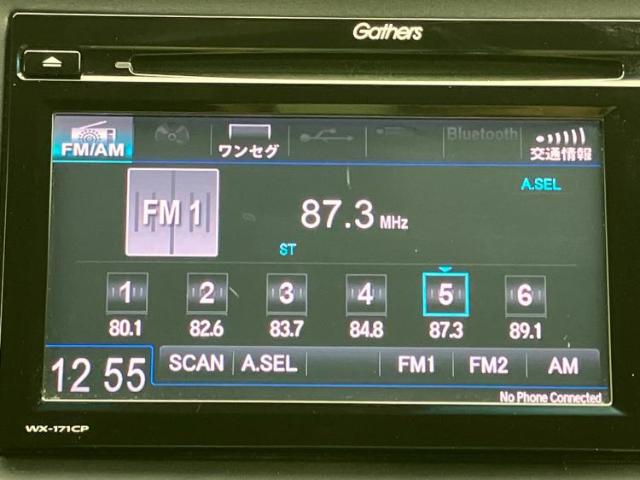 Gathers
FM/AM
ワンセグ
Bluetooth
交通情報
A.SEL
FM 1
87.3 MHz
ST
1 2 3 4 5 6
80.1 82.6 83.7 84.8 87.3 89.1
12 55
SCAN A.SEL FM1 FM2 AM
No Phone Connected
WX-171CP